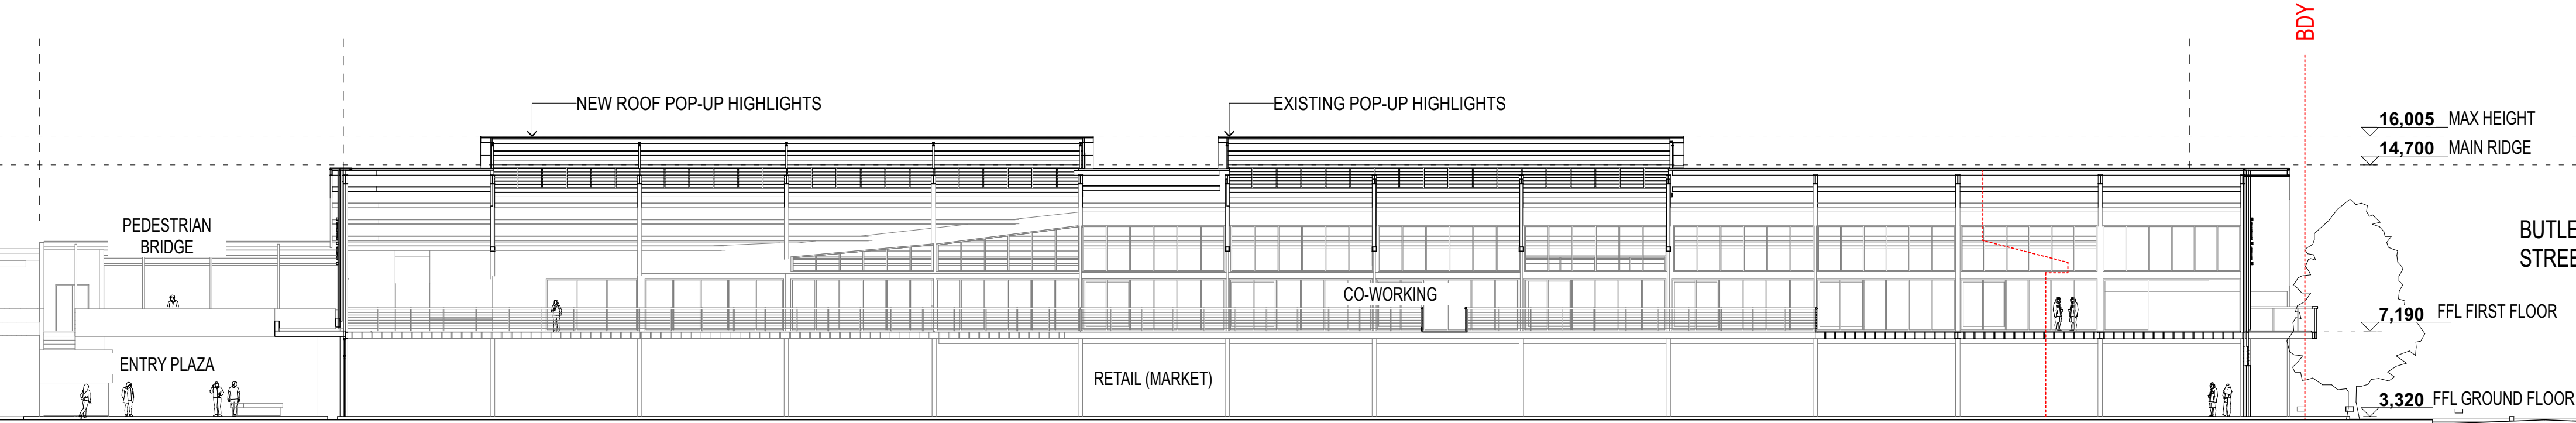 BDY
NEW ROOF POP-UP HIGHLIGHTS
EXISTING POP-UP HIGHLIGHTS
16,005 MAX HEIGHT
14,700 MAIN RIDGE
PEDESTRIAN
BRIDGE
BUTLE
STREE
CO-WORKING
7,190 FFL FIRST FLOOR
ENTRY PLAZA
RETAIL (MARKET)
3,320 FFL GROUND FLOOR